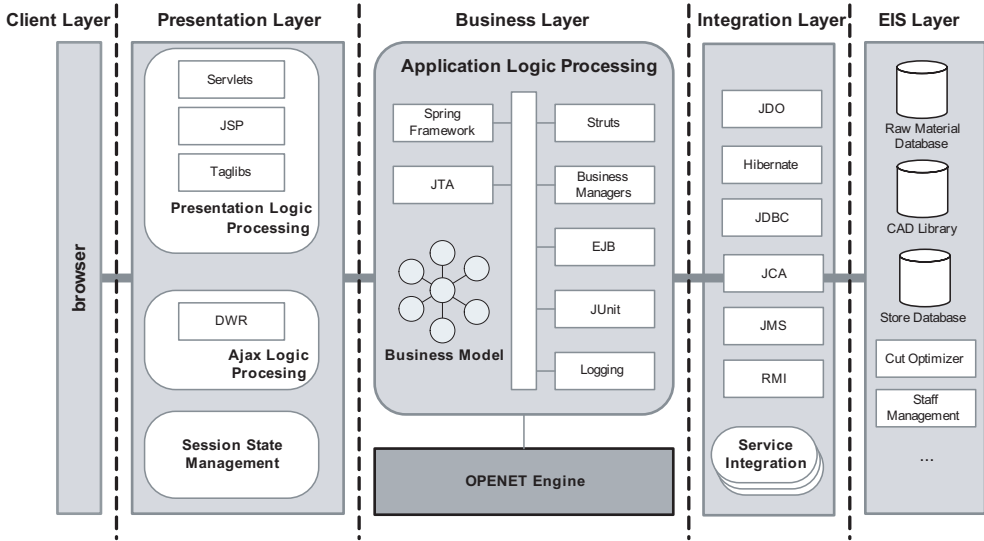 Client Layer
Presentation Layer
Business Layer
Integration Layer
EIS Layer
browser
Servlets
JSP
Taglibs
Presentation Logic
Processing
DWR
Ajax Logic
Procesing
Session State
Management
Application Logic Processing
Spring
Framework
JTA
Business Model
Struts
Business
Managers
EJB
JUnit
Logging
OPENET Engine
JDO
Hibernate
JDBC
JCA
JMS
RMI
Service
Integration
Raw Material
Database
CAD Library
Store Database
Cut Optimizer
Staff
Management
...